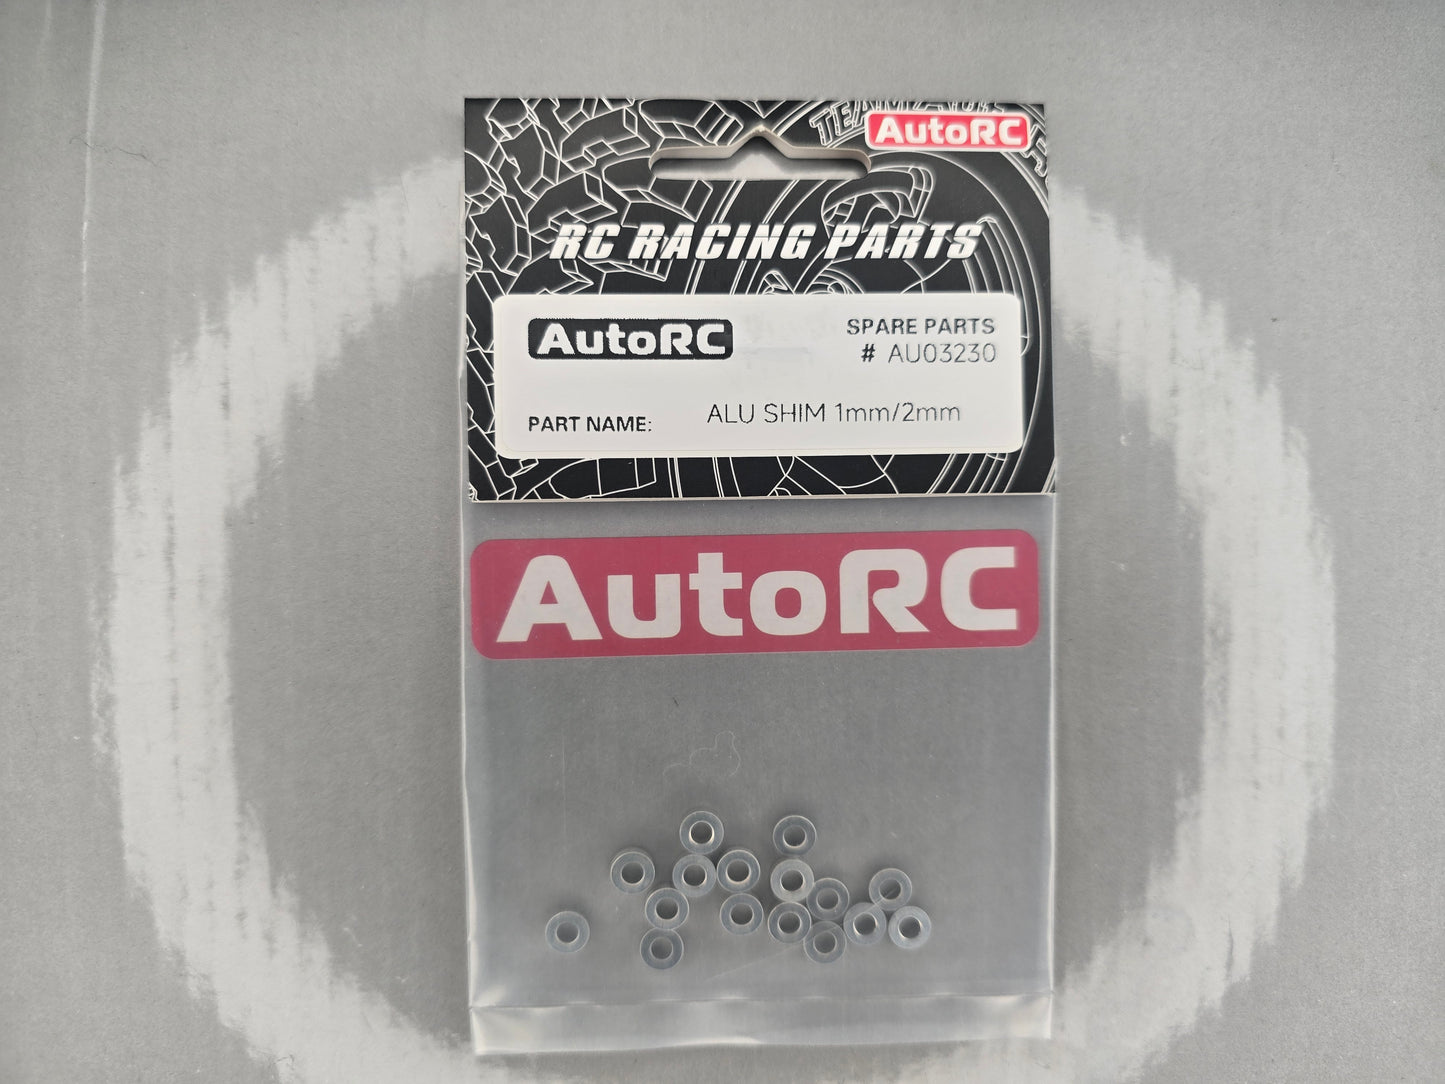 AutoRC
RC RACING PARTS
AutoRC
SPARE PARTS
# AU03230
PART NAME: ALU SHIM 1mm/2mm
AutoRC